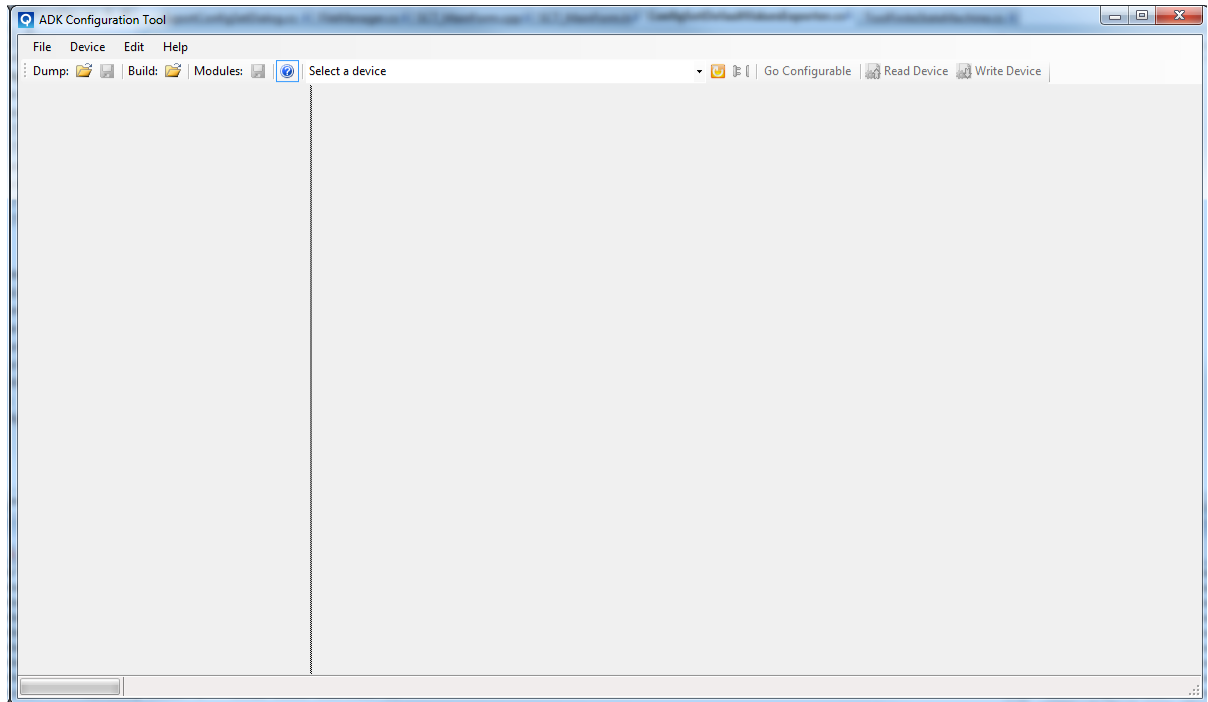 ADK Configuration Tool
File Device Edit Help
Dump: Build: Modules: Select a device Go Configurable Read Device Write Device